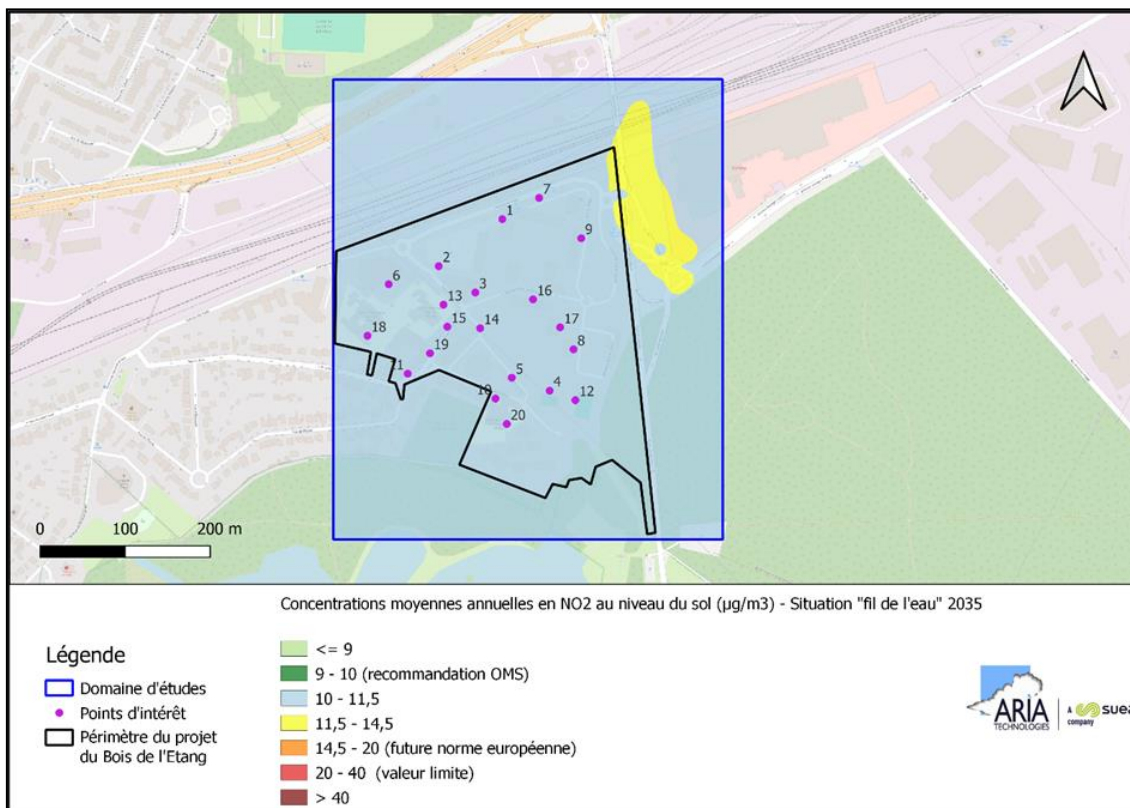 7
1
9
2
6
3
16
13
15
14
17
18
19
8
11
5
4
10
12
20
0 100 200 m
Concentrations moyennes annuelles en NO2 au niveau du sol (µg/m3) - Situation "fil de l'eau" 2035
Légende
Domaine d'études
Points d'intérêt
Périmètre du projet
du Bois de l'Etang
<= 9
9 - 10 (recommandation OMS)
10 - 11,5
11,5 - 14,5
14,5 - 20 (future norme européenne)
20 - 40 (valeur limite)
> 40
ARIA
TECHNOLOGIES
A
company